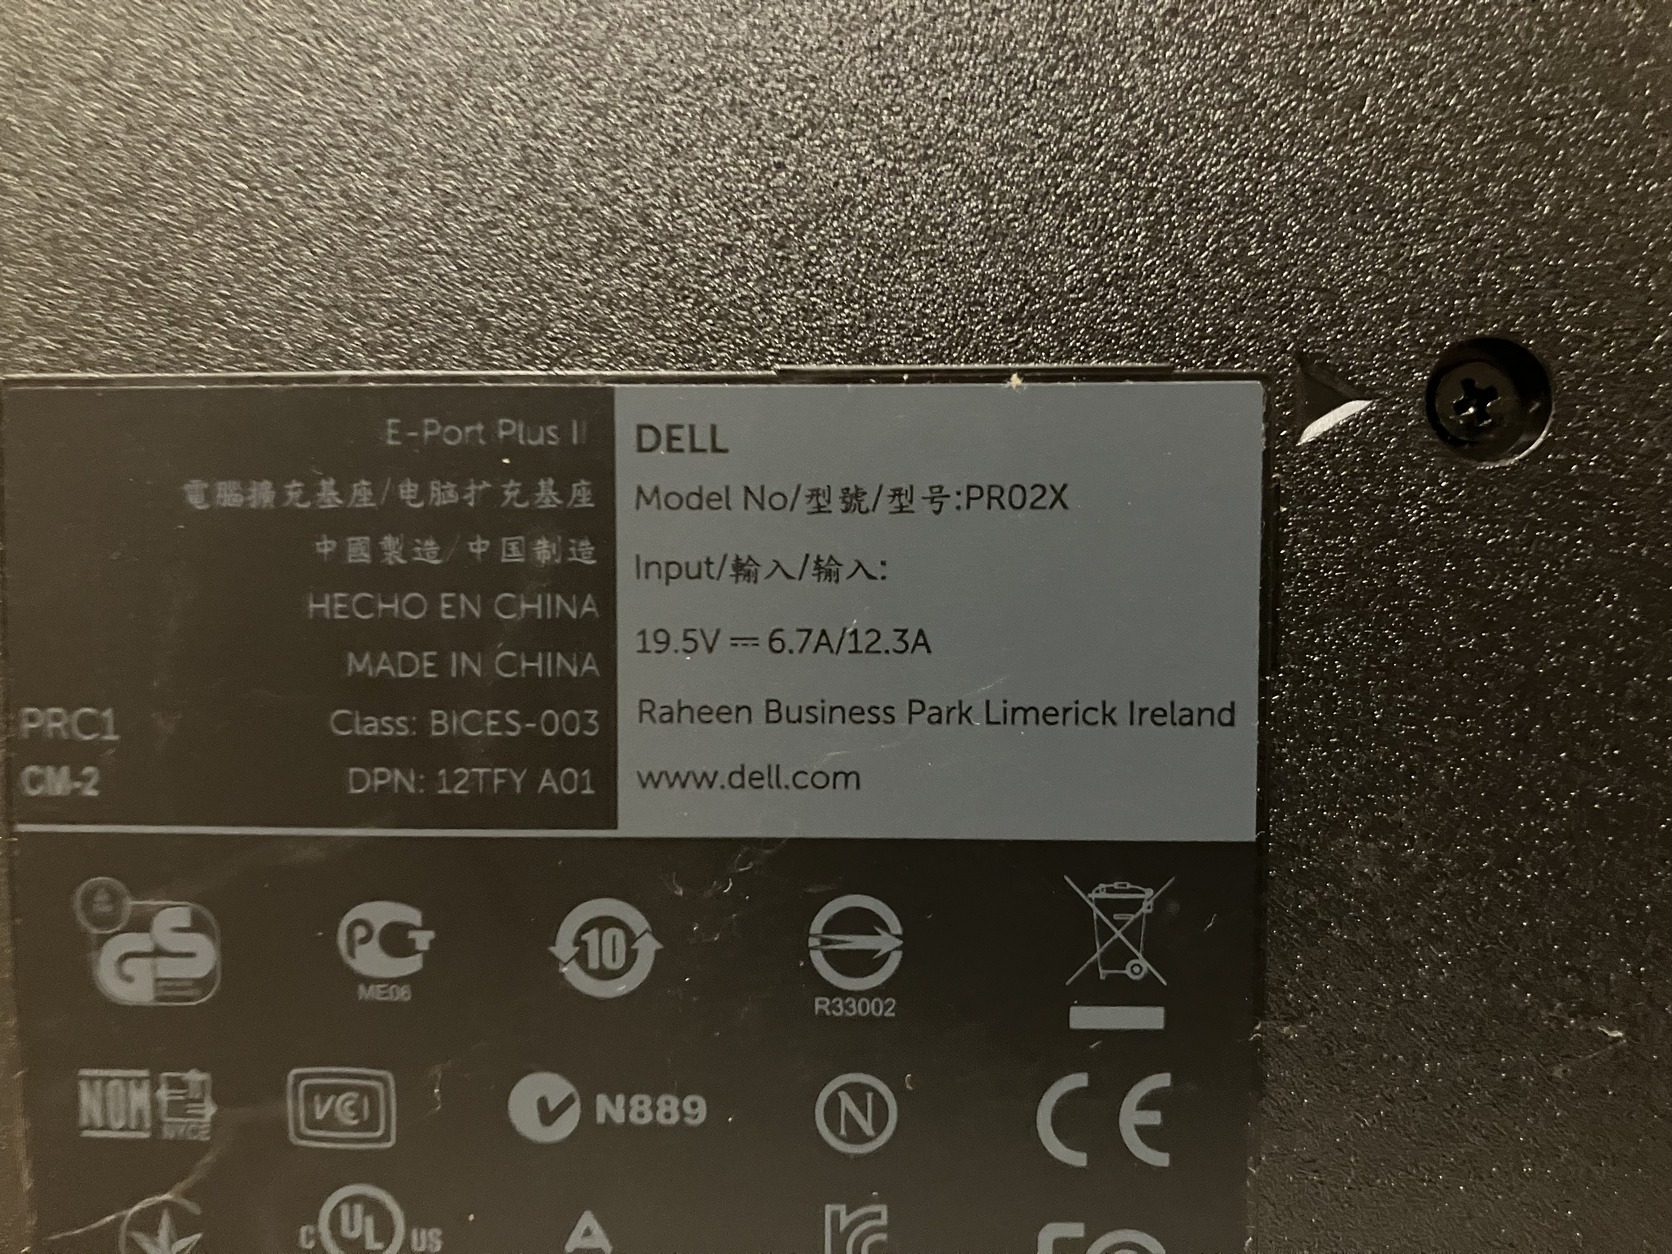 E-Port Plus II
電腦擴充基座/电脑扩充基座
中國製造/中国制造
HECHO EN CHINA
MADE IN CHINA
PRC1 Class: BICES-003
CM-2 DPN: 12TFY A01
DELL
Model No/型號/型号:PR02X
Input/輸入/输入:
19.5V ⎓ 6.7A/12.3A
Raheen Business Park Limerick Ireland
www.dell.com
GS PCT 10
ME06 R33002
NOM NYCE VCI N889 N CE
C UL US